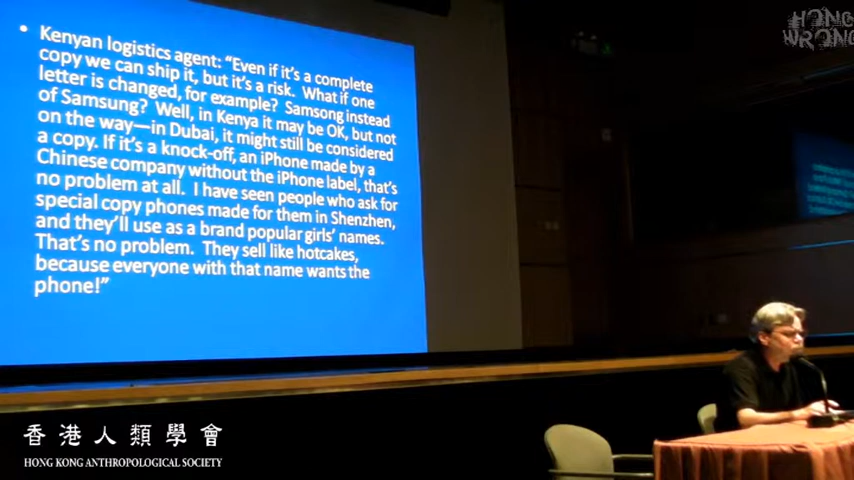 HONG
WRONG
• Kenyan logistics agent: “Even if it’s a complete
copy we can ship it, but it’s a risk.  What if one
letter is changed, for example?  Samsong instead
of Samsung?  Well, in Kenya it may be OK, but not
on the way—in Dubai, it might still be considered
a copy. If it’s a knock-off, an iPhone made by a
Chinese company without the iPhone label, that’s
no problem at all.  I have seen people who ask for
special copy phones made for them in Shenzhen,
and they’ll use as a brand popular girls’ names.
That’s no problem.  They sell like hotcakes,
because everyone with that name wants the
phone!”
香港人類學會
HONG KONG ANTHROPOLOGICAL SOCIETY